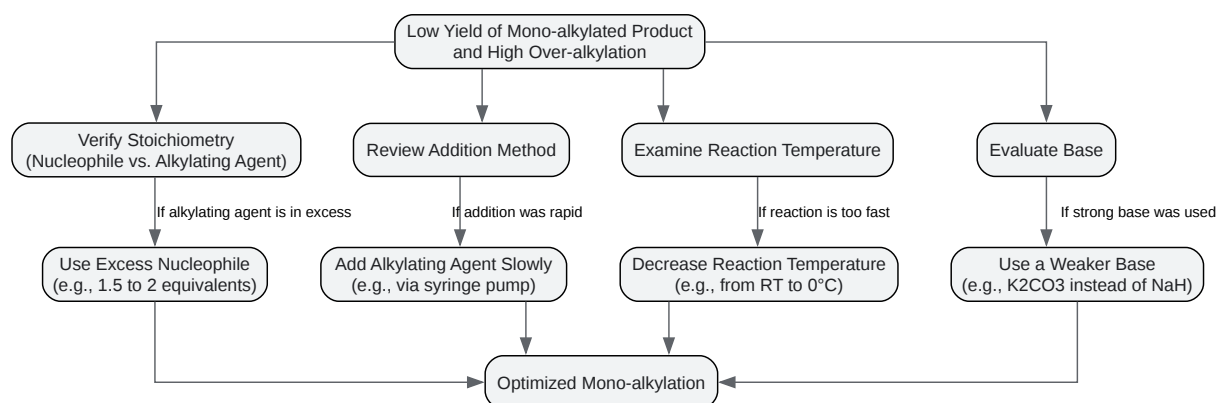 Low Yield of Mono-alkylated Product
and High Over-alkylation
Verify Stoichiometry
(Nucleophile vs. Alkylating Agent)
Review Addition Method
Examine Reaction Temperature
Evaluate Base
If alkylating agent is in excess
If addition was rapid
If reaction is too fast
If strong base was used
Use Excess Nucleophile
(e.g., 1.5 to 2 equivalents)
Add Alkylating Agent Slowly
(e.g., via syringe pump)
Decrease Reaction Temperature
(e.g., from RT to 0°C)
Use a Weaker Base
(e.g., K2CO3 instead of NaH)
Optimized Mono-alkylation